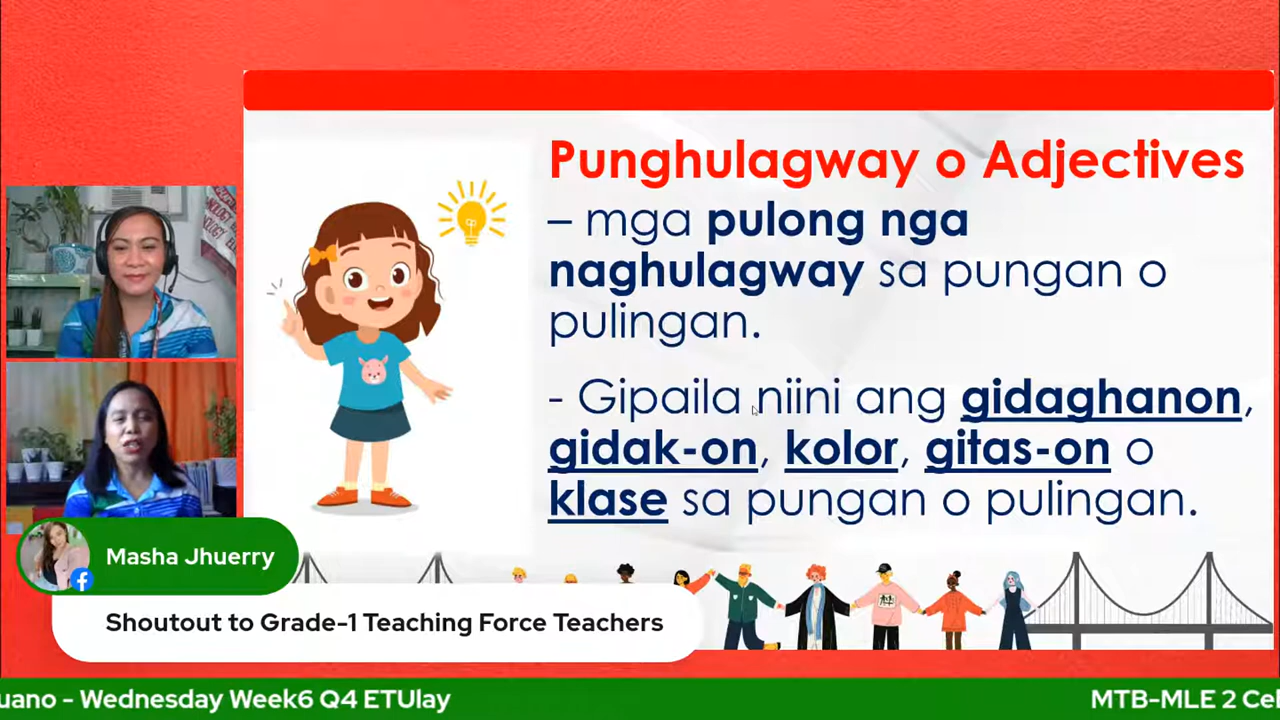 Punghulagway o Adjectives
– mga pulong nga
naghulagway sa pungan o
pulingan.
- Gipaila niini ang gidaghanon,
gidak-on, kolor, gitas-on o
klase sa pungan o pulingan.
Masha Jhuerry
Shoutout to Grade-1 Teaching Force Teachers
uano - Wednesday Week6 Q4 ETUlay
MTB-MLE 2 Ce